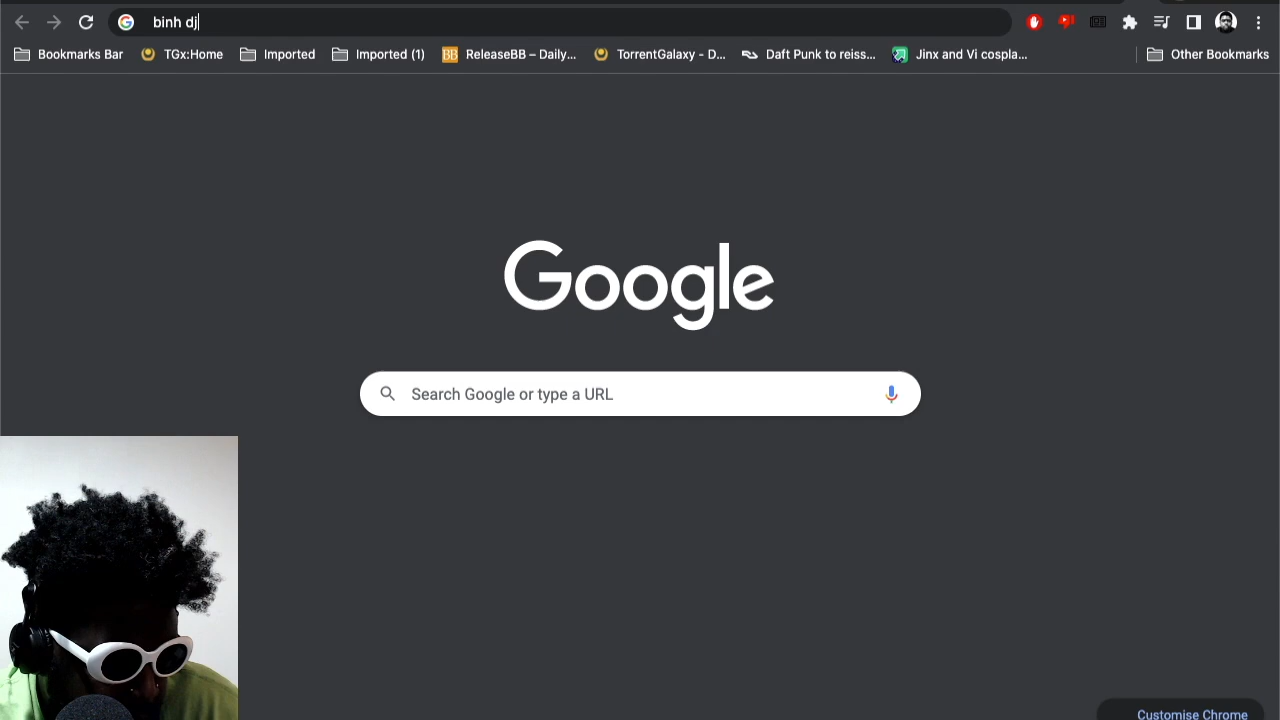 binh dj
Bookmarks Bar TGx:Home Imported Imported (1) BB ReleaseBB – Daily... TorrentGalaxy - D... Daft Punk to reiss... Jinx and Vi cospla... Other Bookmarks
Google
Search Google or type a URL
Customise Chrome